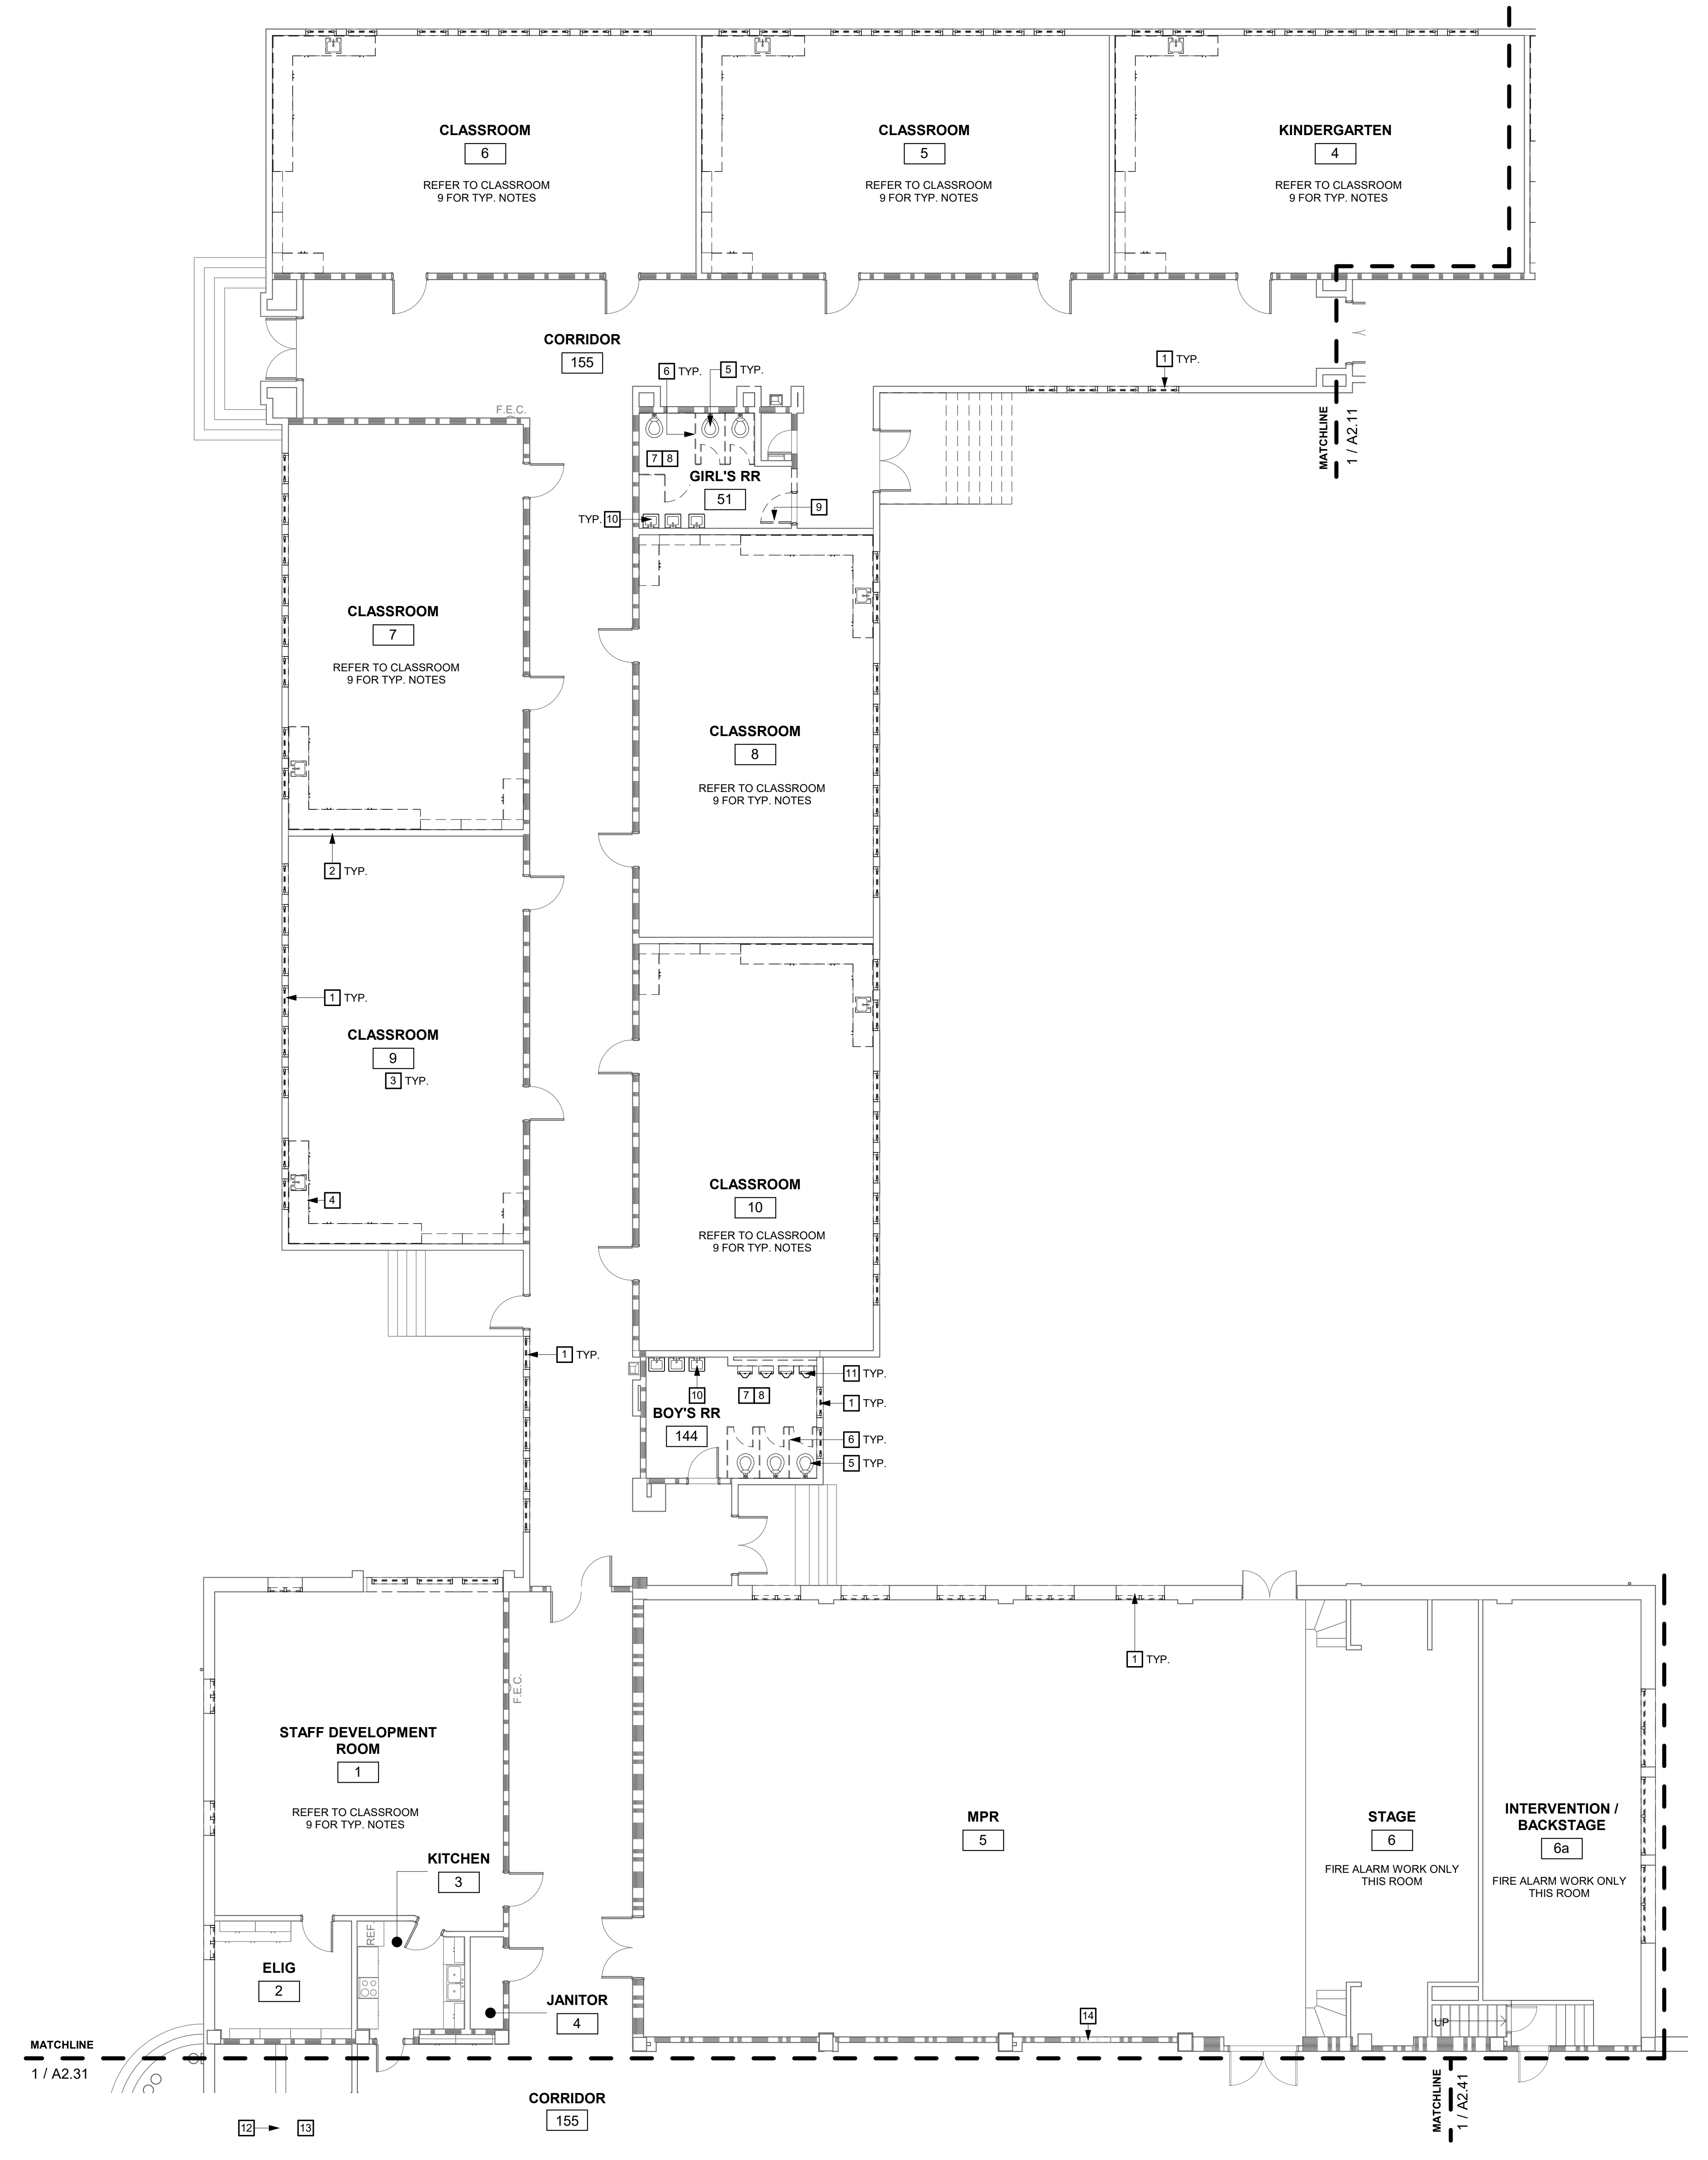 CLASSROOM
6
REFER TO CLASSROOM
9 FOR TYP. NOTES
CLASSROOM
5
REFER TO CLASSROOM
9 FOR TYP. NOTES
KINDERGARTEN
4
REFER TO CLASSROOM
9 FOR TYP. NOTES
CORRIDOR
155
1 TYP.
6 TYP.
5 TYP.
F.E.C.
MATCHLINE
1 / A2.11
7 8
GIRL'S RR
51
9
TYP. 10
CLASSROOM
7
REFER TO CLASSROOM
9 FOR TYP. NOTES
CLASSROOM
8
REFER TO CLASSROOM
9 FOR TYP. NOTES
2 TYP.
1 TYP.
CLASSROOM
9
3 TYP.
4
CLASSROOM
10
REFER TO CLASSROOM
9 FOR TYP. NOTES
1 TYP.
11 TYP.
10
7 8
1 TYP.
BOY'S RR
144
6 TYP.
5 TYP.
1 TYP.
F.E.C.
STAFF DEVELOPMENT
ROOM
1
REFER TO CLASSROOM
9 FOR TYP. NOTES
KITCHEN
3
MPR
5
STAGE
6
FIRE ALARM WORK ONLY
THIS ROOM
INTERVENTION /
BACKSTAGE
6a
FIRE ALARM WORK ONLY
THIS ROOM
REF.
ELIG
2
JANITOR
4
14
UP
MATCHLINE
1 / A2.31
MATCHLINE
1 / A2.41
CORRIDOR
155
12
13